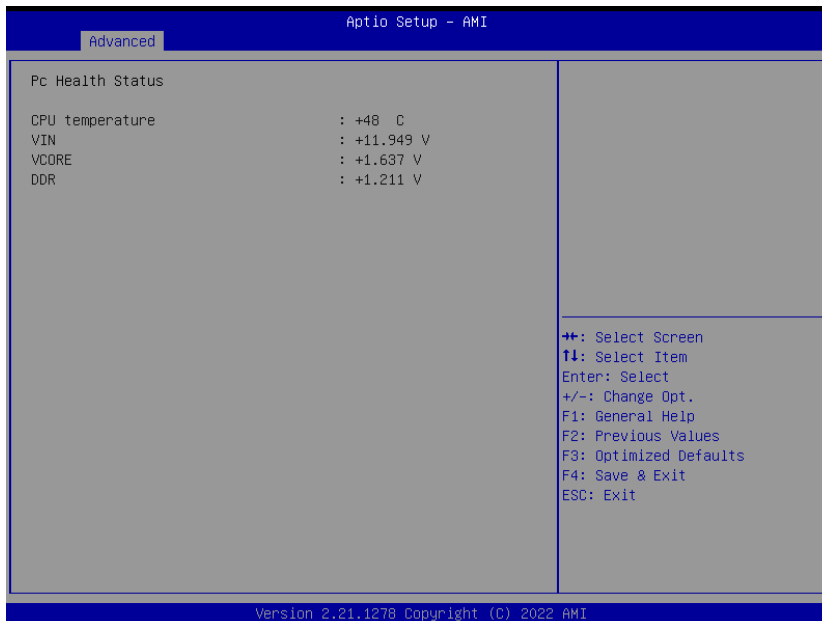 Aptio Setup – AMI
Advanced
Pc Health Status
CPU temperature : +48 C
VIN : +11.949 V
VCORE : +1.637 V
DDR : +1.211 V
→←: Select Screen
↑↓: Select Item
Enter: Select
+/-: Change Opt.
F1: General Help
F2: Previous Values
F3: Optimized Defaults
F4: Save & Exit
ESC: Exit
Version 2.21.1278 Copyright (C) 2022 AMI